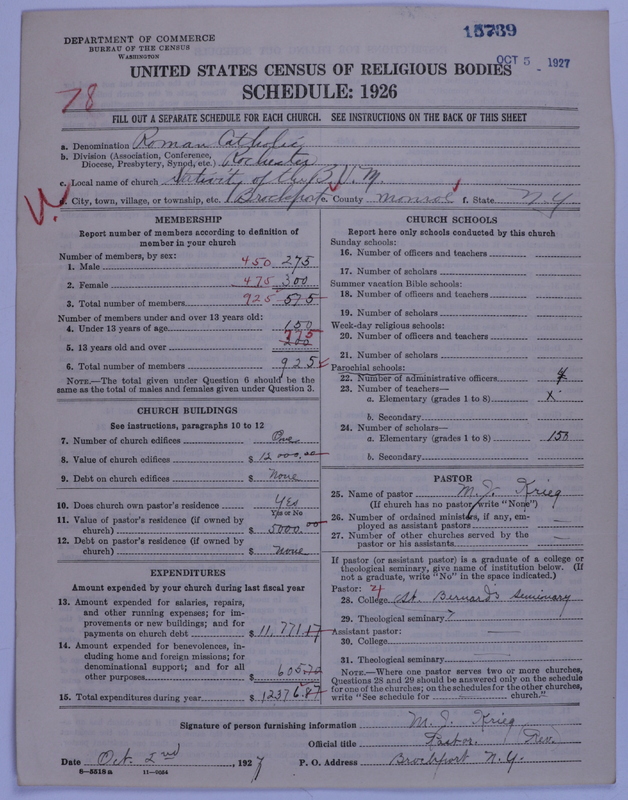 15739
DEPARTMENT OF COMMERCE
BUREAU OF THE CENSUS
WASHINGTON
OCT 5 - 1927
UNITED STATES CENSUS OF RELIGIOUS BODIES
SCHEDULE: 1926
78
FILL OUT A SEPARATE SCHEDULE FOR EACH CHURCH. SEE INSTRUCTIONS ON THE BACK OF THIS SHEET
a. Denomination Roman Catholic
b. Division (Association, Conference, Diocese, Presbytery, Synod, etc.) Rochester
c. Local name of church Nativity of the B. V. M.
d. City, town, village, or township, etc. Brockport e. County Monroe f. State N.Y.
MEMBERSHIP
Report number of members according to definition of
member in your church
Number of members, by sex:
1. Male 450 275
2. Female 475 300
3. Total number of members 925 575
Number of members under and over 13 years old:
4. Under 13 years of age 150
5. 13 years old and over 775
6. Total number of members 925
NOTE.—The total given under Question 6 should be the
same as the total of males and females given under Question 3.
CHURCH BUILDINGS
See instructions, paragraphs 10 to 12
7. Number of church edifices One
8. Value of church edifices $ 12000.00
9. Debt on church edifices $ None
10. Does church own pastor's residence Yes
Yes or No
11. Value of pastor's residence (if owned by
church) $ 5000.00
12. Debt on pastor's residence (if owned by
church) $ None
EXPENDITURES
Amount expended by your church during last fiscal year
13. Amount expended for salaries, repairs,
and other running expenses; for im-
provements or new buildings; and for
payments on church debt $ 11,771.17
14. Amount expended for benevolences, in-
cluding home and foreign missions; for
denominational support; and for all
other purposes $ 605.70
15. Total expenditures during year $ 12376.87
CHURCH SCHOOLS
Report here only schools conducted by this church
Sunday schools:
16. Number of officers and teachers
17. Number of scholars
Summer vacation Bible schools:
18. Number of officers and teachers
19. Number of scholars
Week-day religious schools:
20. Number of officers and teachers
21. Number of scholars
Parochial schools:
22. Number of administrative officers 4
23. Number of teachers—
a. Elementary (grades 1 to 8) x
b. Secondary
24. Number of scholars—
a. Elementary (grades 1 to 8) 150
b. Secondary
PASTOR
25. Name of pastor M. J. Krieg
(If church has no pastor, write "None")
26. Number of ordained ministers, if any, em-
ployed as assistant pastors
27. Number of other churches served by the
pastor or his assistants
If pastor (or assistant pastor) is a graduate of a college or
theological seminary, give name of institution below. (If
not a graduate, write "No" in the space indicated.)
Pastor:
28. College St. Bernard's Seminary
29. Theological seminary
Assistant pastor:
30. College
31. Theological seminary
NOTE.—Where one pastor serves two or more churches,
Questions 28 and 29 should be answered only on the schedule
for one of the churches; on the schedules for the other churches,
write "See schedule for church."
Signature of person furnishing information M. J. Krieg
Official title Pastor. Rev.
Date Oct. 2nd, 1927 P. O. Address Brockport N.Y.
8-5518a 11-9054